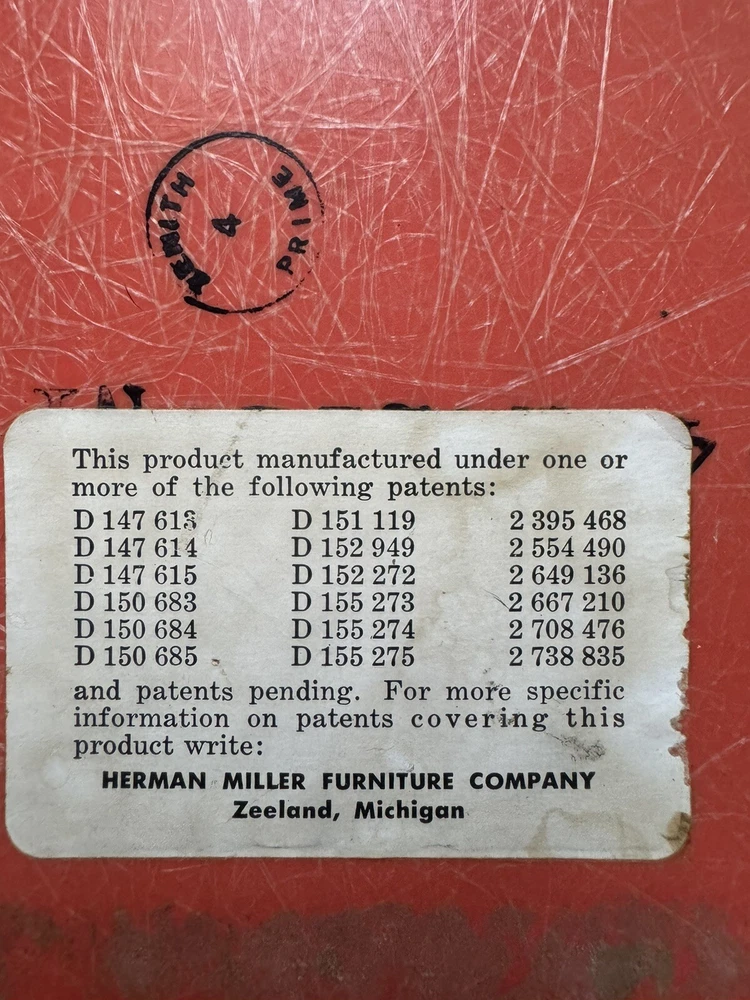 ZENITH
4
PRIME
This product manufactured under one or
more of the following patents:
D 147 613 D 151 119 2 395 468
D 147 614 D 152 949 2 554 490
D 147 615 D 152 272 2 649 136
D 150 683 D 155 273 2 667 210
D 150 684 D 155 274 2 708 476
D 150 685 D 155 275 2 738 835
and patents pending. For more specific
information on patents covering this
product write:
HERMAN MILLER FURNITURE COMPANY
Zeeland, Michigan